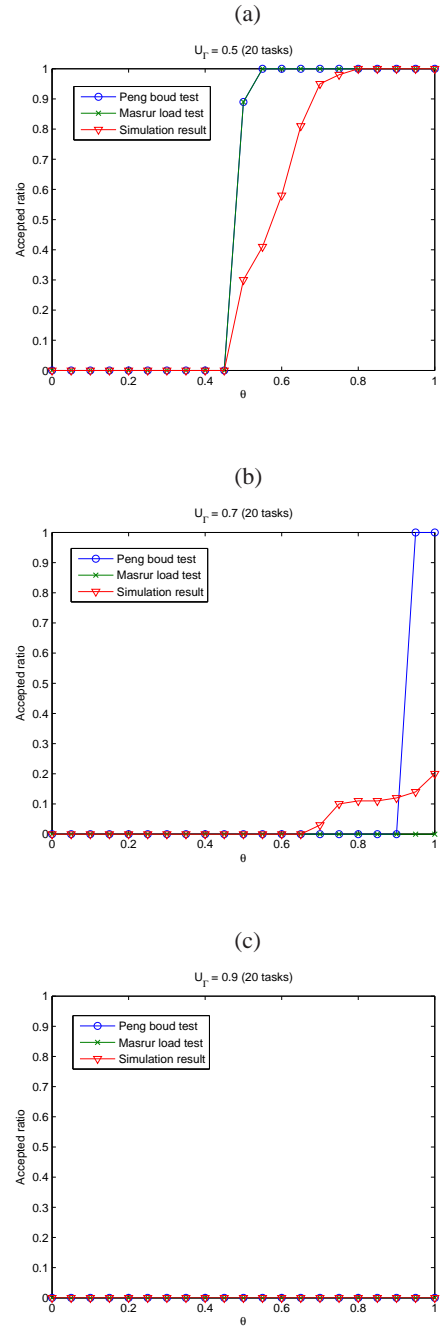 (a)
U_Γ = 0.5 (20 tasks)
1
0.9
0.8
0.7
0.6
0.5
0.4
0.3
0.2
0.1
0
Accepted ratio
Peng boud test
Masrur load test
Simulation result
0 0.2 0.4 0.6 0.8 1
θ
(b)
U_Γ = 0.7 (20 tasks)
1
0.9
0.8
0.7
0.6
0.5
0.4
0.3
0.2
0.1
0
Accepted ratio
Peng boud test
Masrur load test
Simulation result
0 0.2 0.4 0.6 0.8 1
θ
(c)
U_Γ = 0.9 (20 tasks)
1
0.9
0.8
0.7
0.6
0.5
0.4
0.3
0.2
0.1
0
Accepted ratio
Peng boud test
Masrur load test
Simulation result
0 0.2 0.4 0.6 0.8 1
θ